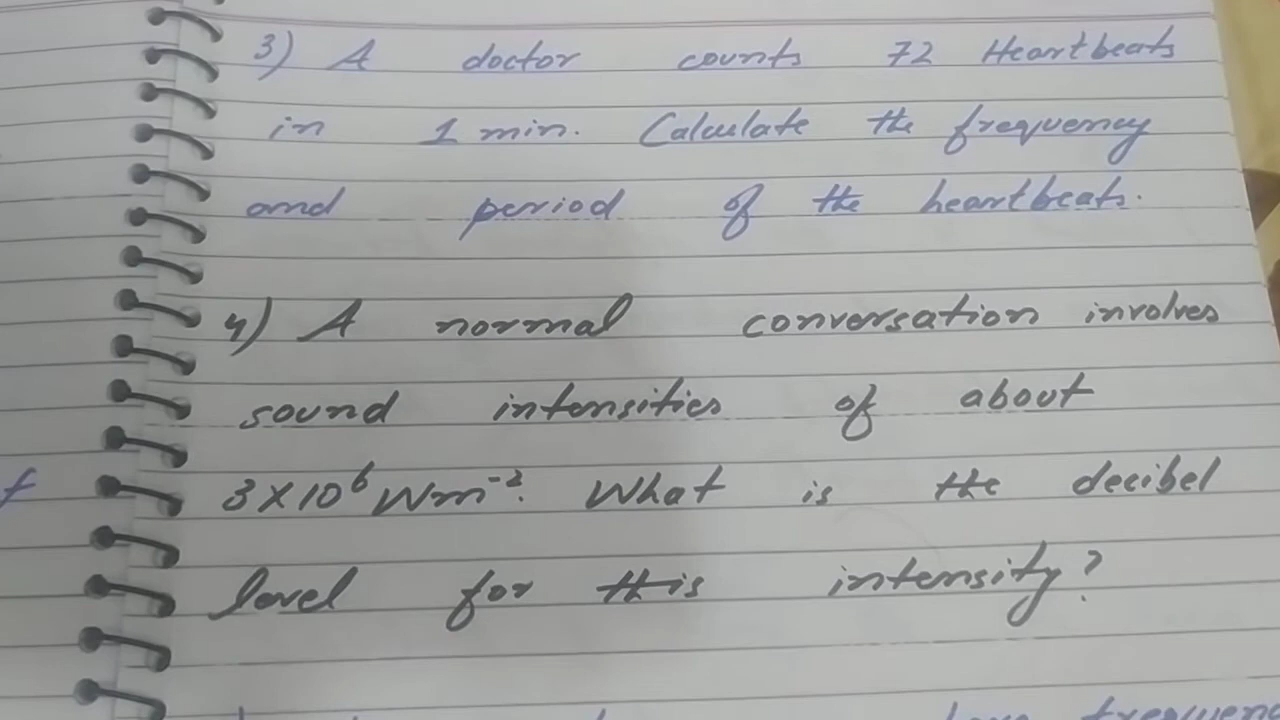 3) A doctor counts 72 Heartbeats
in 1 min. Calculate the frequency
and period of the heartbeats.
4) A normal conversation involves
sound intensities of about
3×10⁶ Wm⁻². What is the decibel
f
level for this intensity?